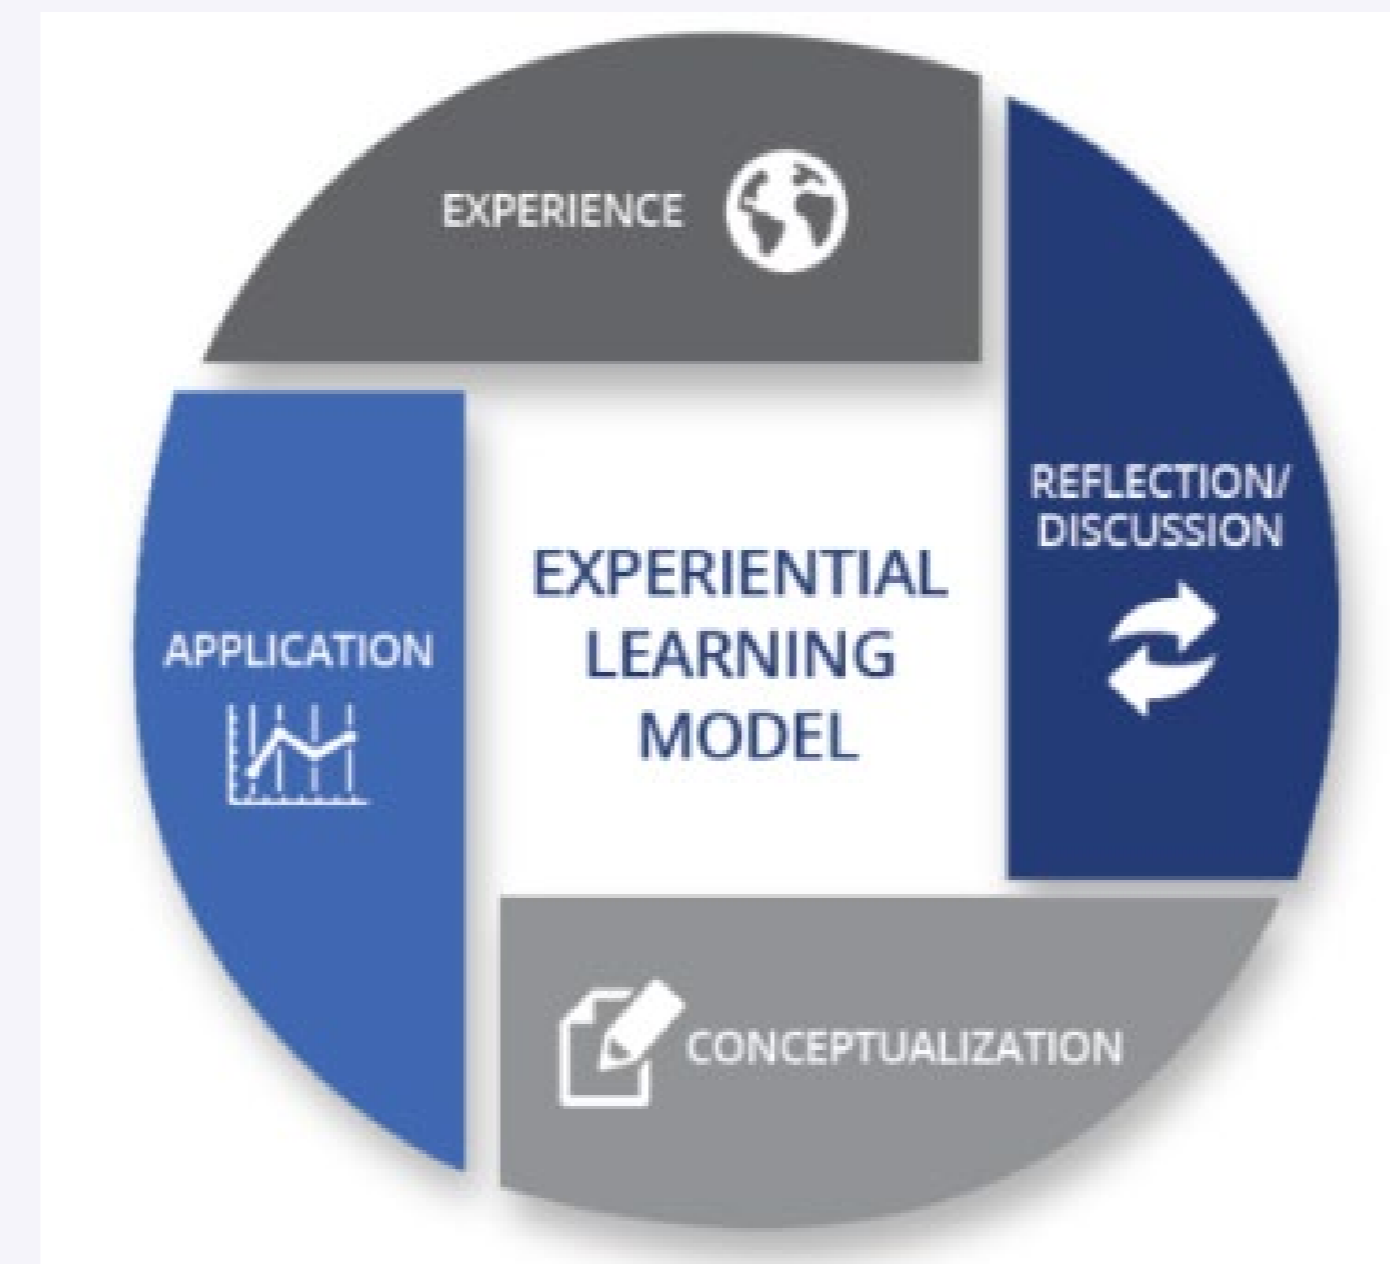 EXPERIENCE
REFLECTION/
DISCUSSION
EXPERIENTIAL
LEARNING
MODEL
APPLICATION
CONCEPTUALIZATION